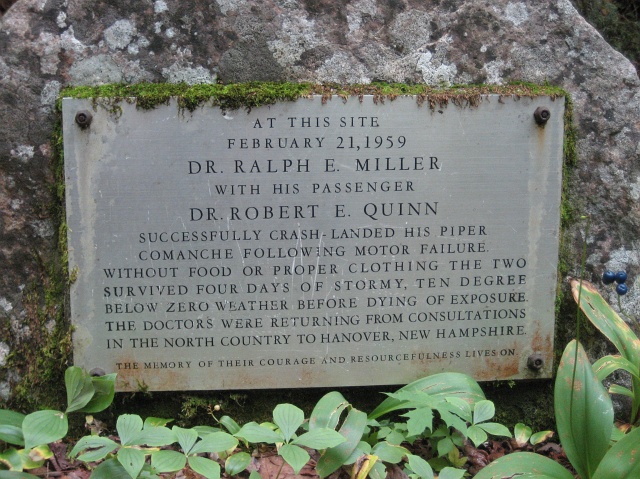 AT THIS SITE
FEBRUARY 21, 1959
DR. RALPH E. MILLER
WITH HIS PASSENGER
DR. ROBERT E. QUINN
SUCCESSFULLY CRASH-LANDED HIS PIPER
COMANCHE FOLLOWING MOTOR FAILURE.
WITHOUT FOOD OR PROPER CLOTHING THE TWO
SURVIVED FOUR DAYS OF STORMY, TEN DEGREE
BELOW ZERO WEATHER BEFORE DYING OF EXPOSURE.
THE DOCTORS WERE RETURNING FROM CONSULTATIONS
IN THE NORTH COUNTRY TO HANOVER, NEW HAMPSHIRE.
THE MEMORY OF THEIR COURAGE AND RESOURCEFULNESS LIVES ON.